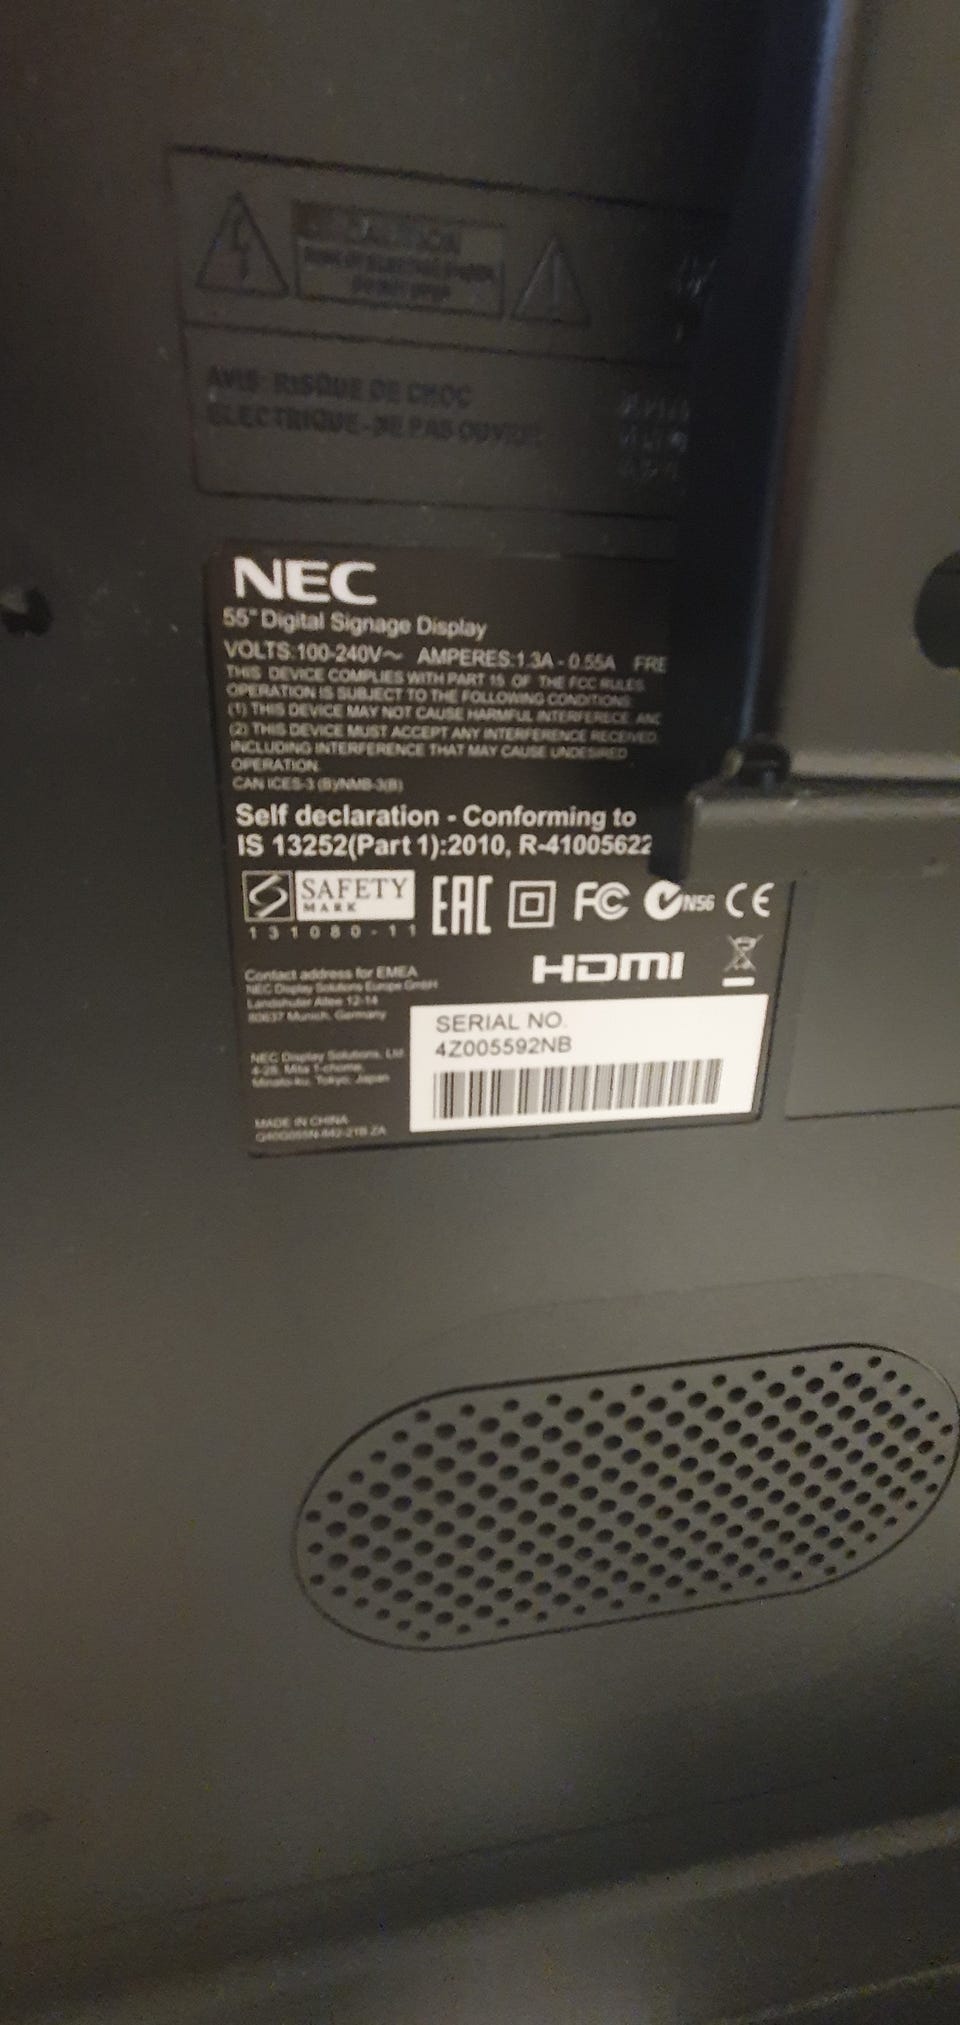 CAUTION
AVIS: RISQUE DE CHOC
ELECTRIQUE-NE PAS OUVRIR
NEC
55" Digital Signage Display
VOLTS:100-240V~ AMPERES:1.3A - 0.55A FRE
THIS DEVICE COMPLIES WITH PART 15 OF THE FCC RULES
OPERATION IS SUBJECT TO THE FOLLOWING CONDITIONS
(1) THIS DEVICE MAY NOT CAUSE HARMFUL INTERFERECE, AND
(2) THIS DEVICE MUST ACCEPT ANY INTERFERENCE RECEIVED,
INCLUDING INTERFERENCE THAT MAY CAUSE UNDESIRED
OPERATION.
CAN ICES-3 (B)/NMB-3(B)
Self declaration - Conforming to
IS 13252(Part 1):2010, R-41005622
SAFETY
MARK
131080-11
EAC FC N56 CE
HDMI
Contact address for EMEA
NEC Display Solutions Europe GmbH
Landshuter Allee 12-14
80637 Munich, Germany
SERIAL NO.
4Z005592NB
NEC Display Solutions, Ltd
4-28, Mita 1-chome,
Minato-ku, Tokyo, Japan
MADE IN CHINA